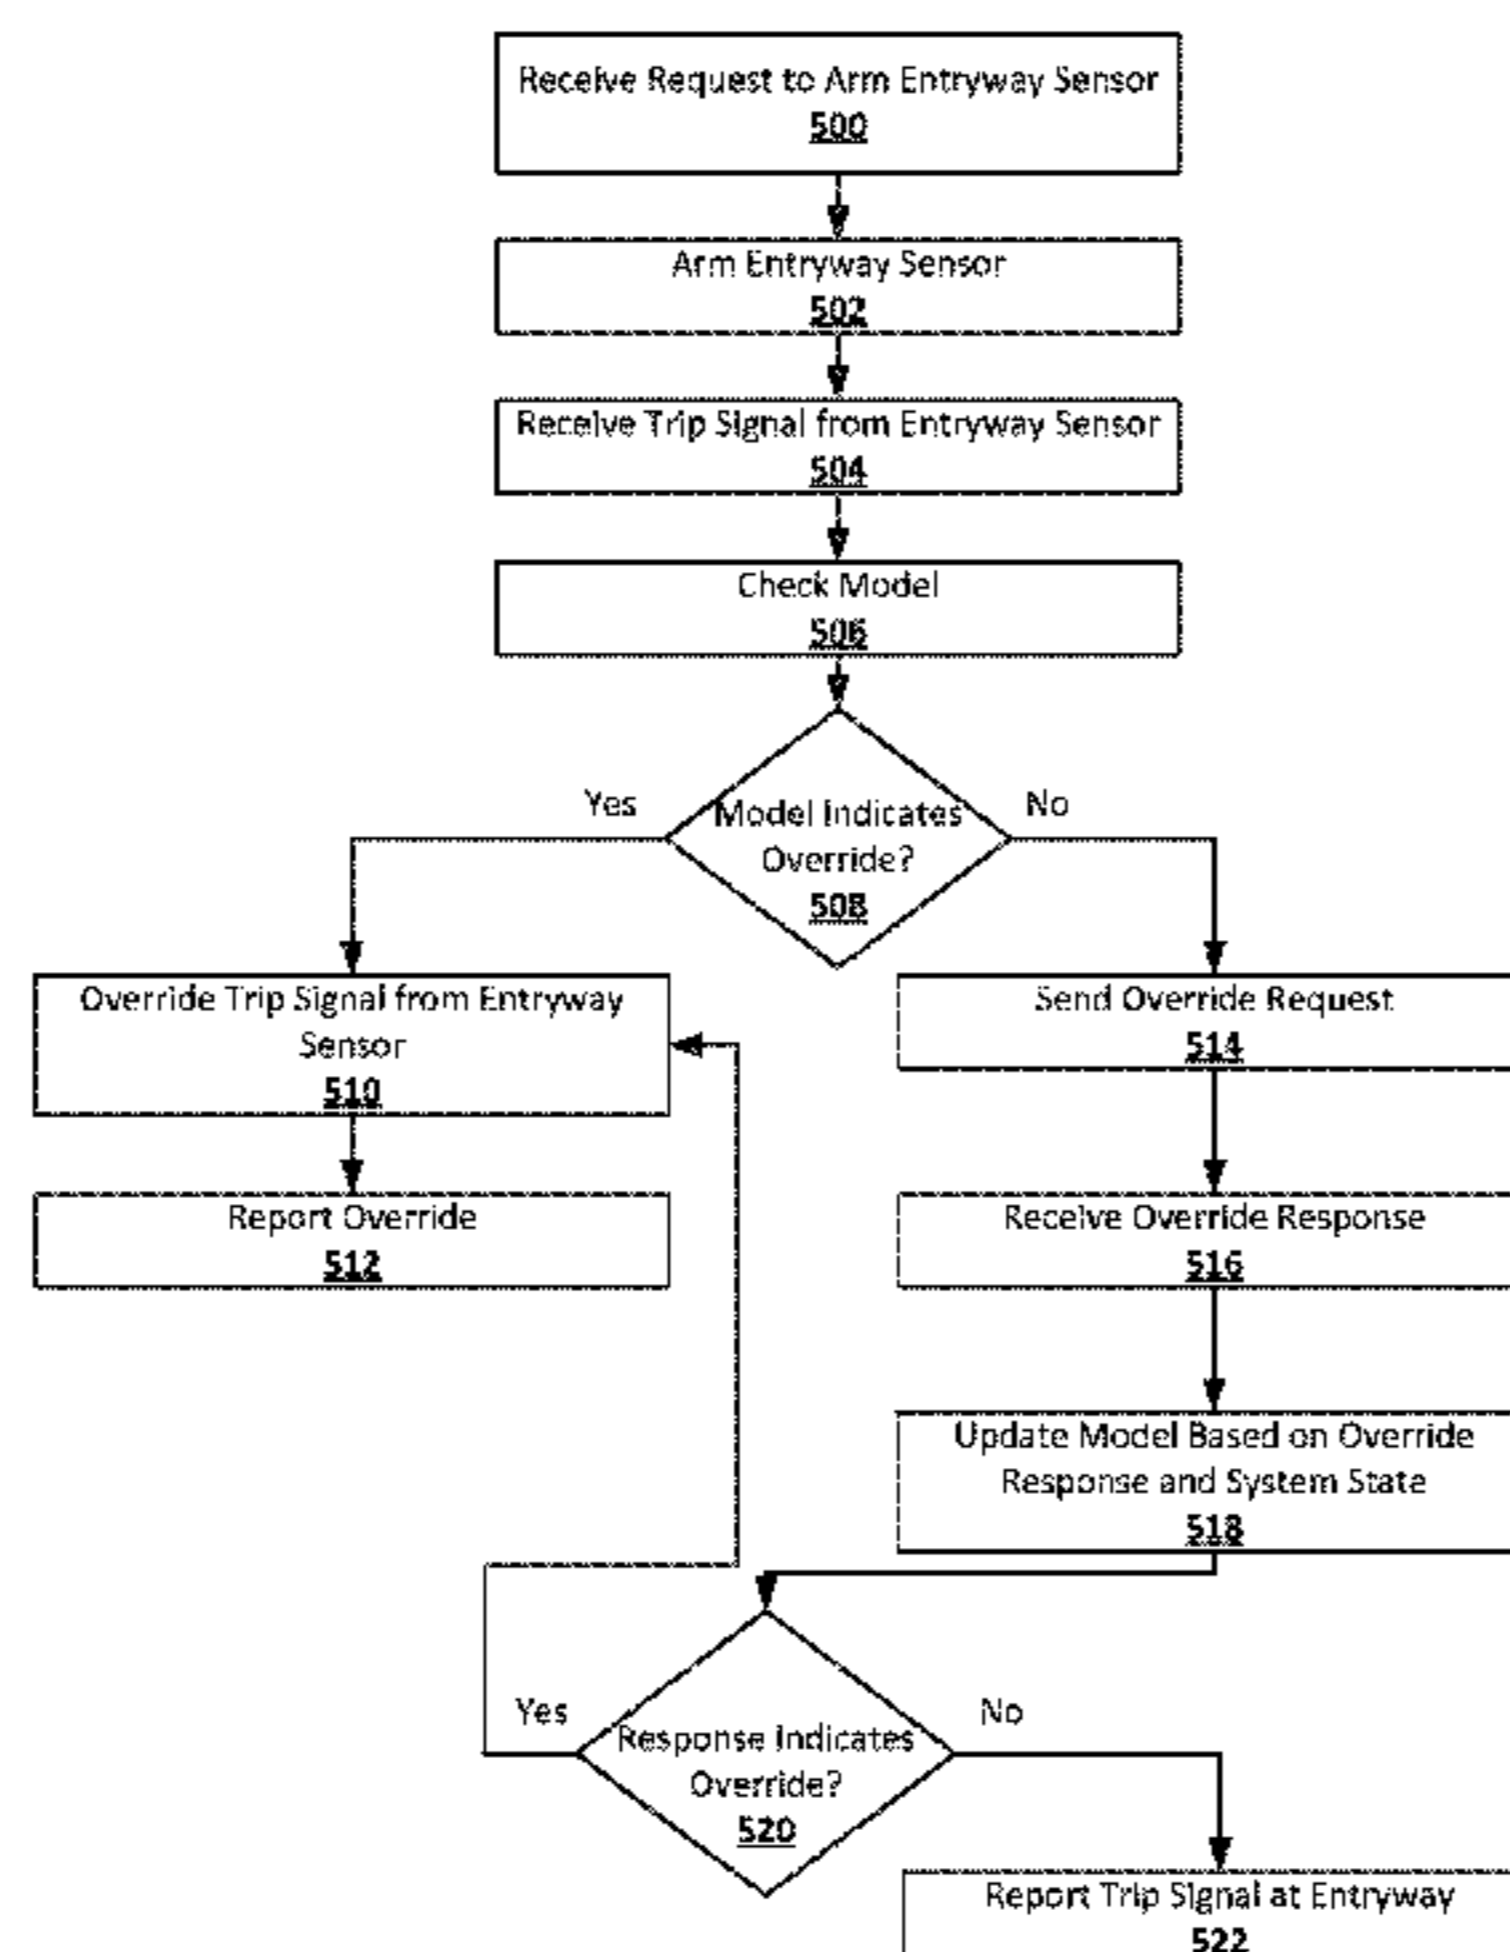 Receive Request to Arm Entryway Sensor
500
Arm Entryway Sensor
502
Receive Trip Signal from Entryway Sensor
504
Check Model
506
Yes
No
Model Indicates
Override?
508
Override Trip Signal from Entryway
Sensor
510
Send Override Request
514
Report Override
512
Receive Override Response
516
Update Model Based on Override
Response and System State
518
Yes
No
Response Indicates
Override?
520
Report Trip Signal at Entryway
522